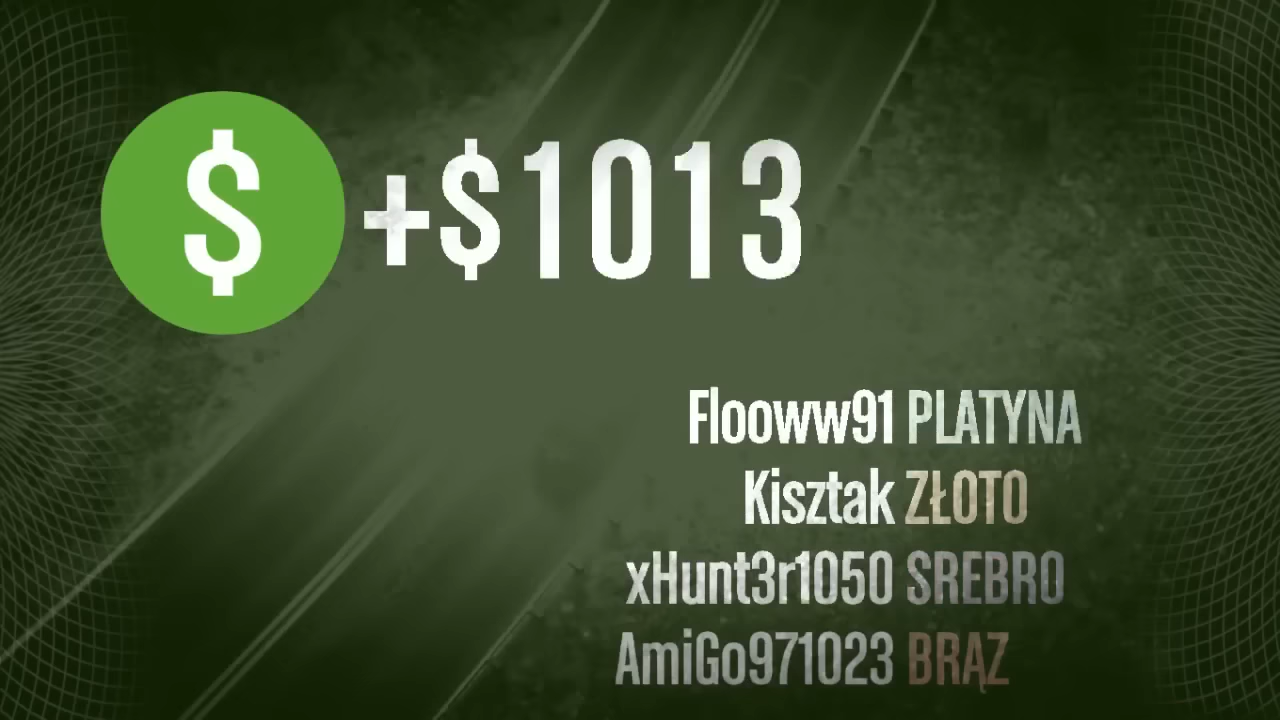 $ +$1013
Flooww91 PLATYNA
Kisztak ZŁOTO
xHunt3r1050 SREBRO
AmiGo971023 BRĄZ